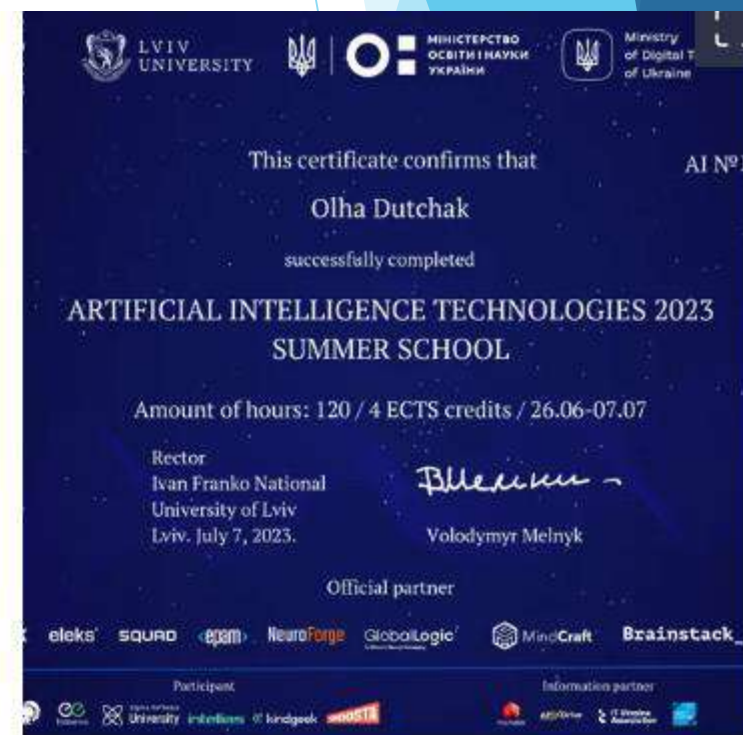 LVIV
UNIVERSITY
МІНІСТЕРСТВО
ОСВІТИ І НАУКИ
УКРАЇНИ
Ministry
of Digital T
of Ukraine
This certificate confirms that
AI №
Olha Dutchak
successfully completed
ARTIFICIAL INTELLIGENCE TECHNOLOGIES 2023
SUMMER SCHOOL
Amount of hours: 120 / 4 ECTS credits / 26.06-07.07
Rector
Ivan Franko National
University of Lviv
Lviv. July 7, 2023.
Volodymyr Melnyk
Official partner
eleks squad <epam> NeuroForge GlobalLogic MindCraft Brainstack_
Participant
Information partner
University intellias kindgeek